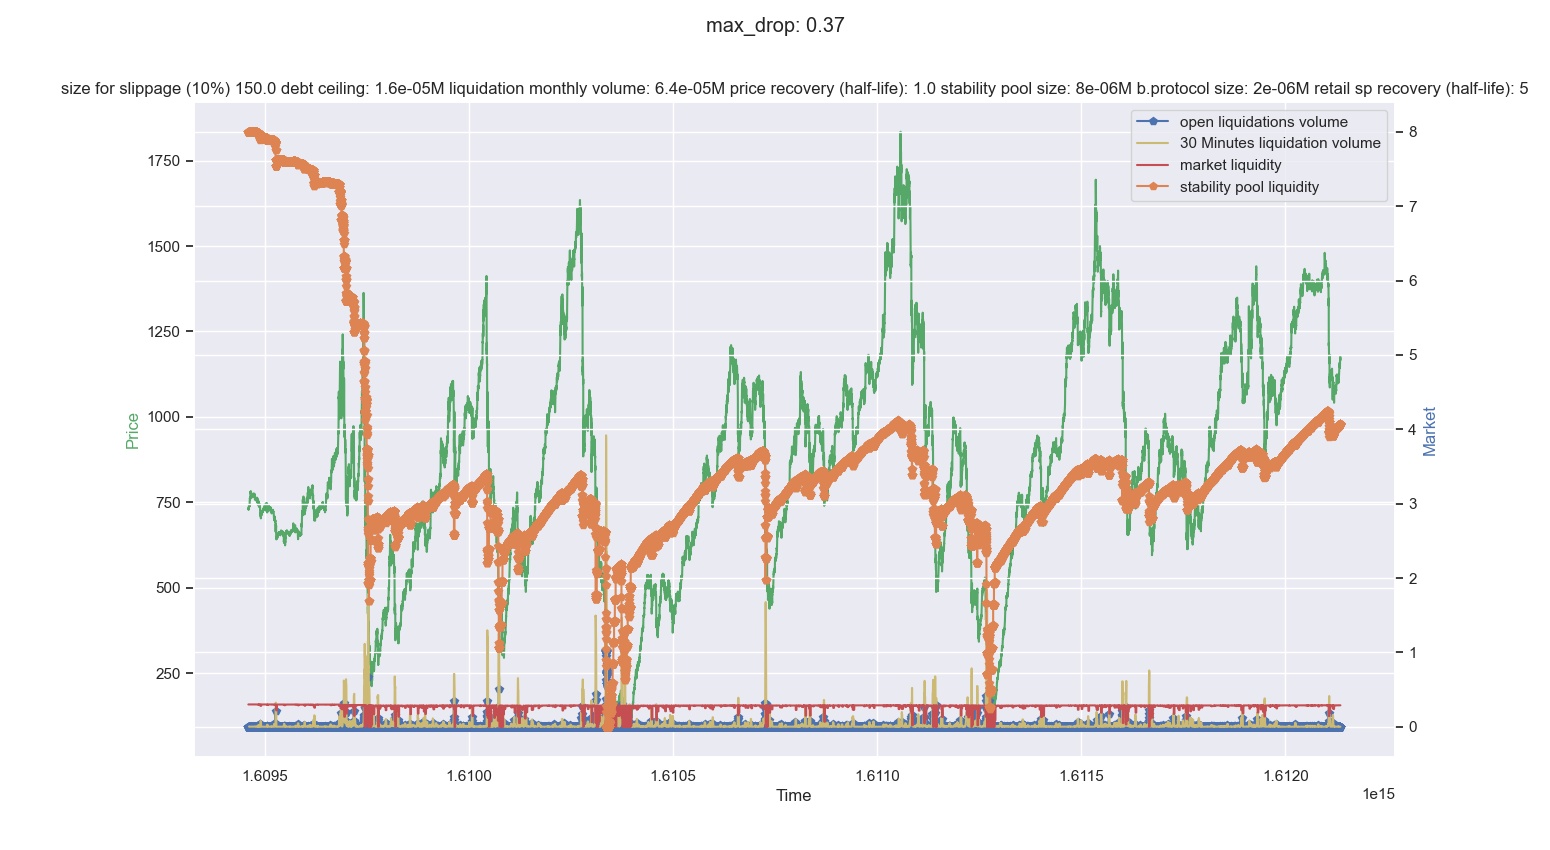 max_drop: 0.37
size for slippage (10%) 150.0 debt ceiling: 1.6e-05M liquidation monthly volume: 6.4e-05M price recovery (half-life): 1.0 stability pool size: 8e-06M b.protocol size: 2e-06M retail sp recovery (half-life): 5
open liquidations volume
30 Minutes liquidation volume
market liquidity
stability pool liquidity
1750
1500
1250
1000
750
500
250
Price
8
7
6
5
4
3
2
1
0
Market
1.6095
1.6100
1.6105
1.6110
1.6115
1.6120
1e15
Time